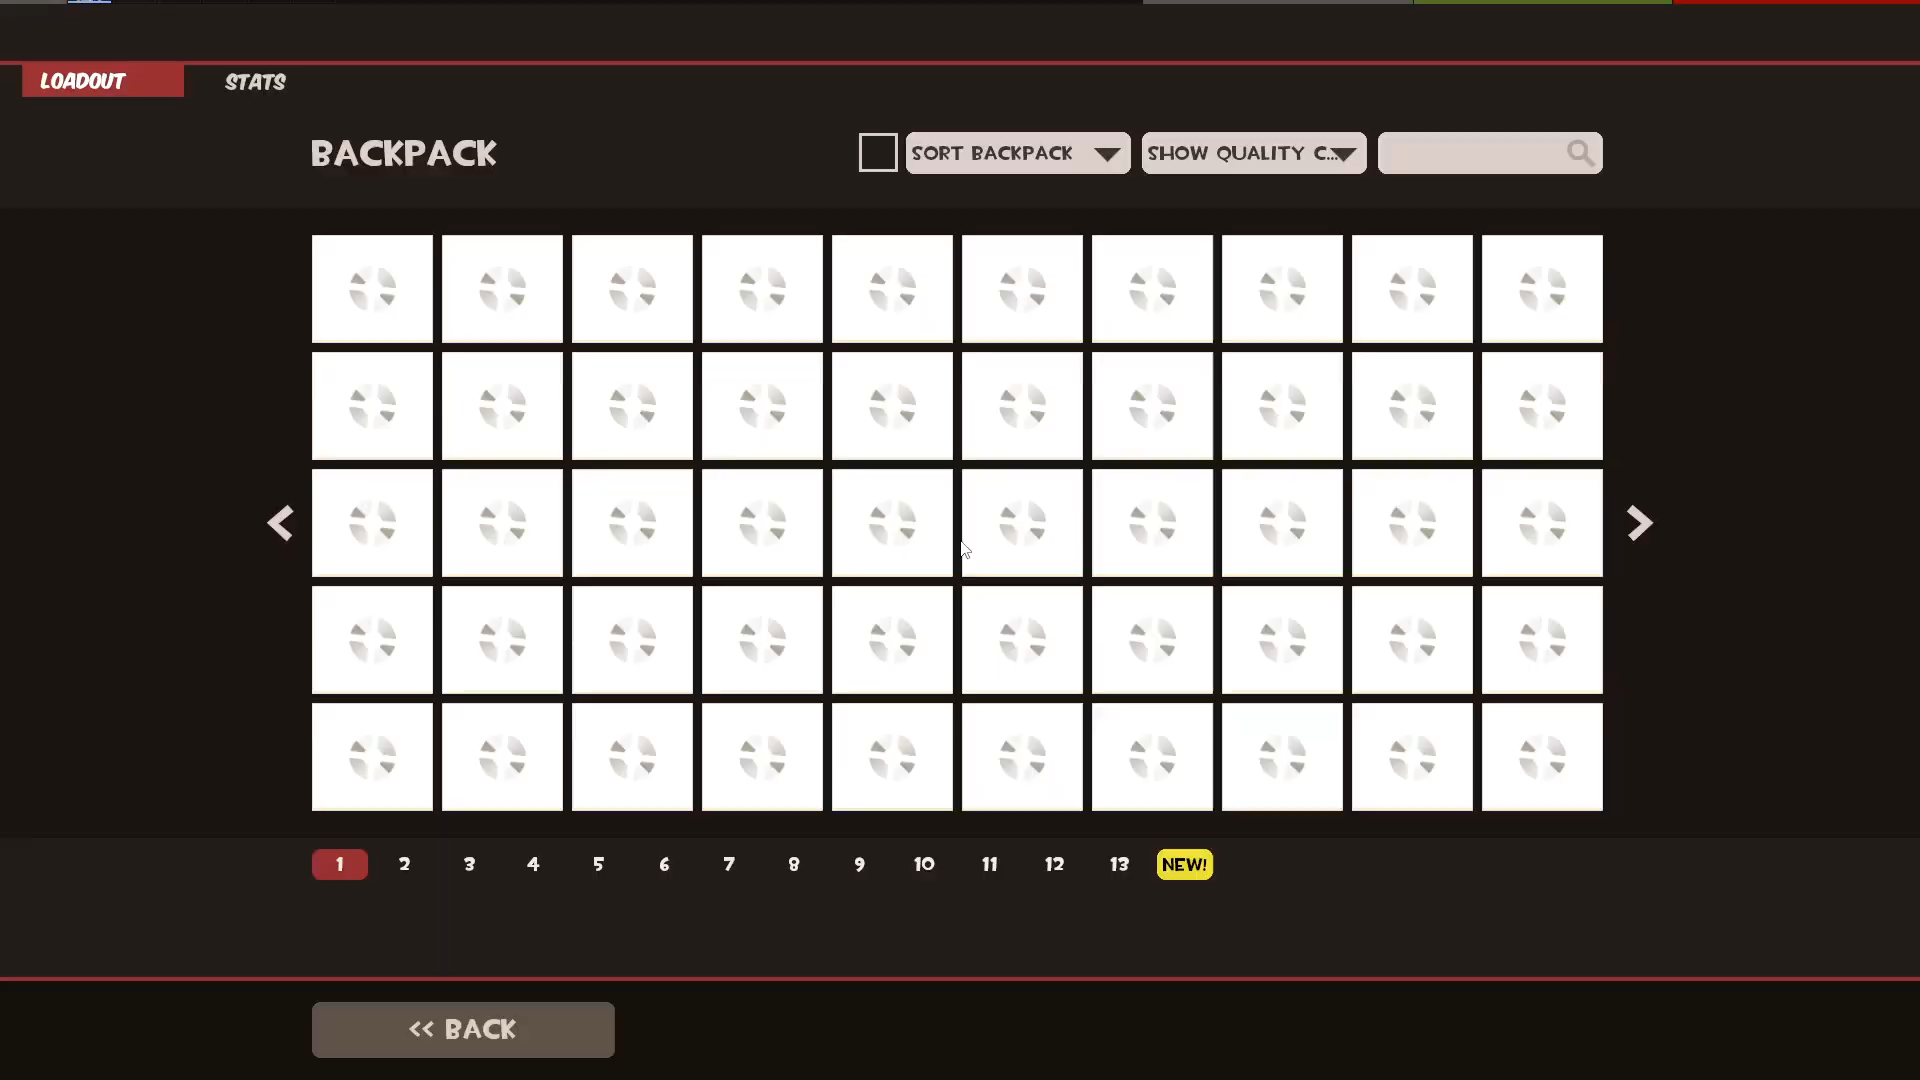 LOADOUT
STATS
BACKPACK
SORT BACKPACK
SHOW QUALITY C...
1 2 3 4 5 6 7 8 9 10 11 12 13 NEW!
<< BACK